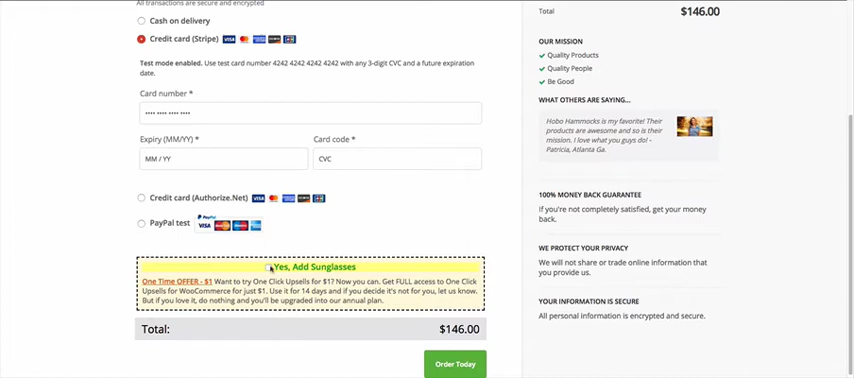 All transactions are secure and encrypted
Cash on delivery
Credit card (Stripe) VISA
Test mode enabled. Use test card number 4242 4242 4242 4242 with any 3-digit CVC and a future expiration
date.
Card number *
•••• •••• •••• ••••
Expiry (MM/YY) * Card code *
MM / YY CVC
Credit card (Authorize.Net) VISA
PayPal test PayPal VISA
Yes, Add Sunglasses
One Time OFFER - $1 Want to try One Click Upsells for $1? Now you can. Get FULL access to One Click
Upsells for WooCommerce for just $1. Use it for 14 days and if you decide it's not for you, let us know.
But if you love it, do nothing and you'll be upgraded into our annual plan.
Total: $146.00
Order Today
Total $146.00
OUR MISSION
Quality Products
Quality People
Be Good
WHAT OTHERS ARE SAYING...
Hobo Hammocks is my favorite! Their
products are awesome and so is their
mission. I love what you guys do! -
Patricia, Atlanta Ga.
100% MONEY BACK GUARANTEE
If you're not completely satisfied, get your money
back.
WE PROTECT YOUR PRIVACY
We will not share or trade online information that
you provide us.
YOUR INFORMATION IS SECURE
All personal information is encrypted and secure.